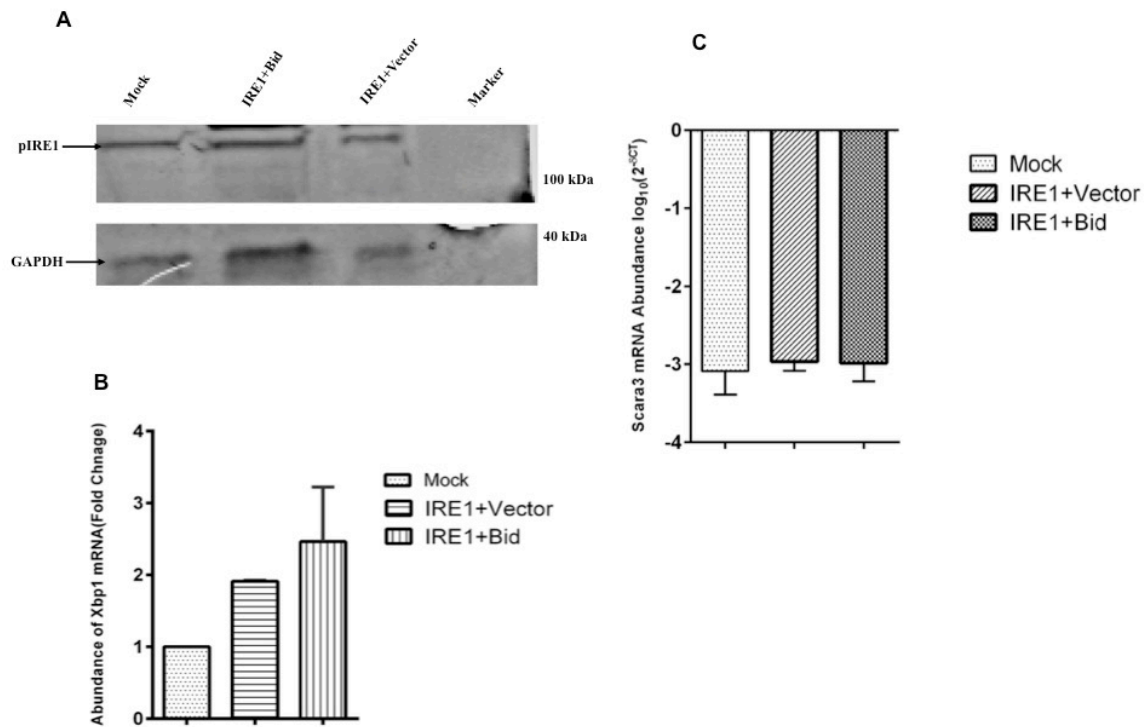 A
Mock
IRE1+Bid
IRE1+Vector
Marker
pIRE1
100 kDa
40 kDa
GAPDH
B
Abundance of Xbp1 mRNA(Fold Chnage)
4
3
2
1
0
Mock
IRE1+Vector
IRE1+Bid
C
Scara3 mRNA Abundance log10(2-δCT)
0
-1
-2
-3
-4
Mock
IRE1+Vector
IRE1+Bid